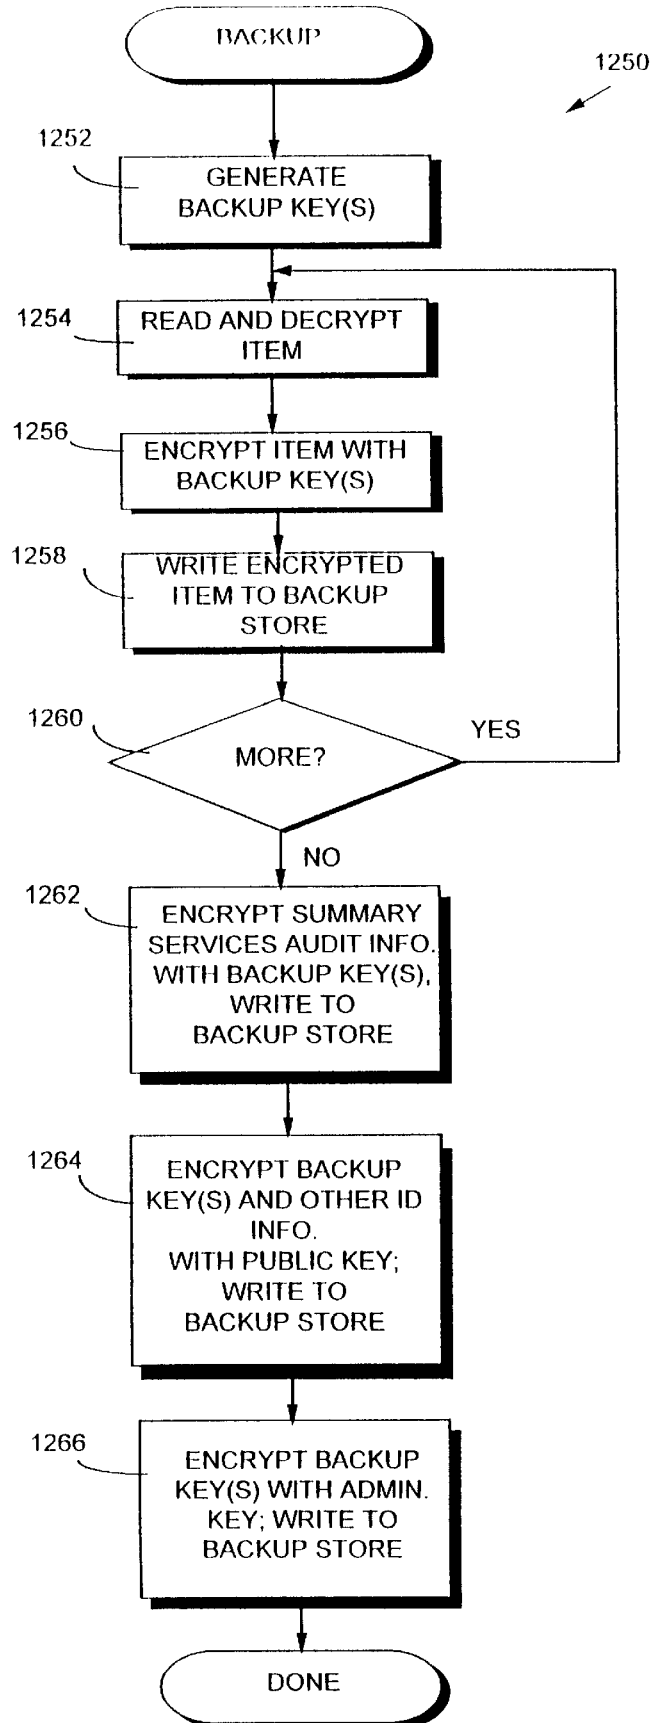 BACKUP
1250
1252
GENERATE
BACKUP KEY(S)
1254
READ AND DECRYPT
ITEM
1256
ENCRYPT ITEM WITH
BACKUP KEY(S)
1258
WRITE ENCRYPTED
ITEM TO BACKUP
STORE
1260
MORE?
YES
NO
1262
ENCRYPT SUMMARY
SERVICES AUDIT INFO.
WITH BACKUP KEY(S),
WRITE TO
BACKUP STORE
1264
ENCRYPT BACKUP
KEY(S) AND OTHER ID
INFO.
WITH PUBLIC KEY;
WRITE TO
BACKUP STORE
1266
ENCRYPT BACKUP
KEY(S) WITH ADMIN.
KEY; WRITE TO
BACKUP STORE
DONE